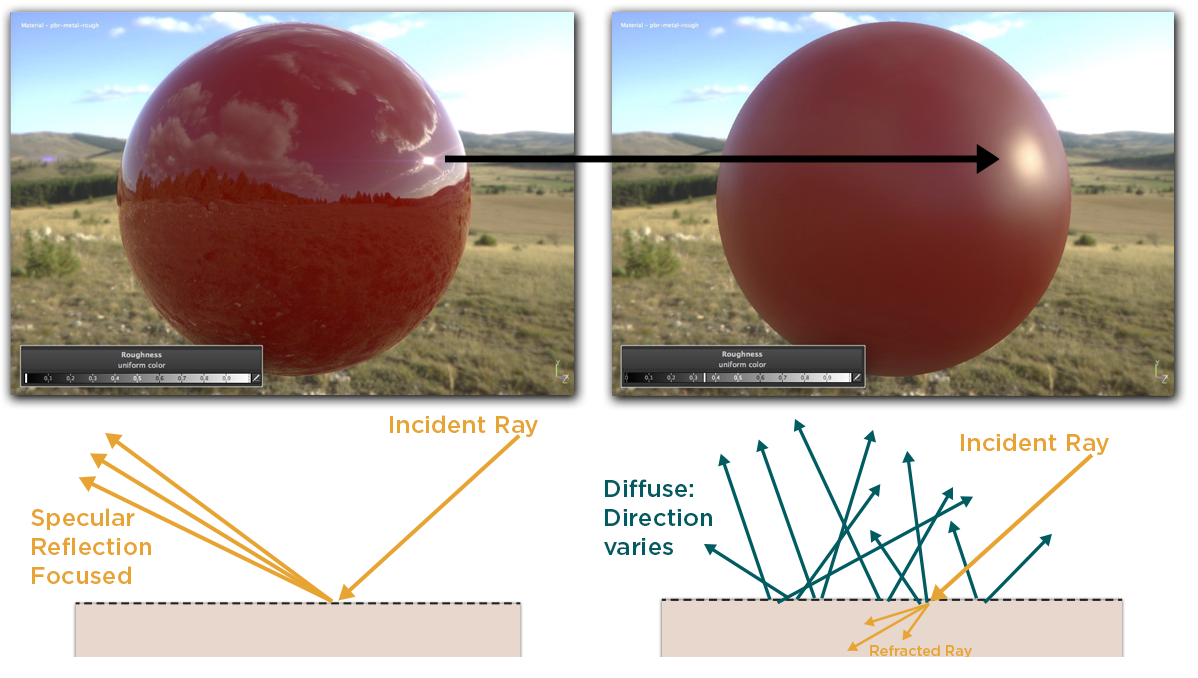 Material - pbr-metal-rough
Material - pbr-metal-rough
Roughness
uniform color
0,1 0,2 0,3 0,4 0,5 0,6 0,7 0,8 0,9
Y
Z
Roughness
uniform color
0 0,1 0,2 0,3 0,4 0,5 0,6 0,7 0,8 0,9
Y
Z
Incident Ray
Specular
Reflection
Focused
Incident Ray
Diffuse:
Direction
varies
Refracted Ray